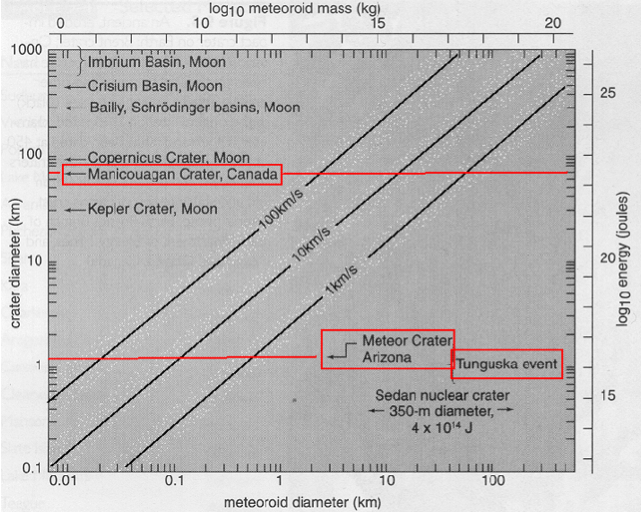 log10 meteoroid mass (kg)
0 10 15 20
1000
Imbrium Basin, Moon
Crisium Basin, Moon
25
Bailly, Schrödinger basins, Moon
100
Copernicus Crater, Moon
Manicouagan Crater, Canada
Kepler Crater, Moon
100km/s
10km/s
1km/s
10
20
crater diameter (km)
log10 energy (joules)
Meteor Crater
Arizona
Tunguska event
1
Sedan nuclear crater
350-m diameter,
4 x 10¹⁴ J
15
0.1
0.01 0.1 1 10 100
meteoroid diameter (km)